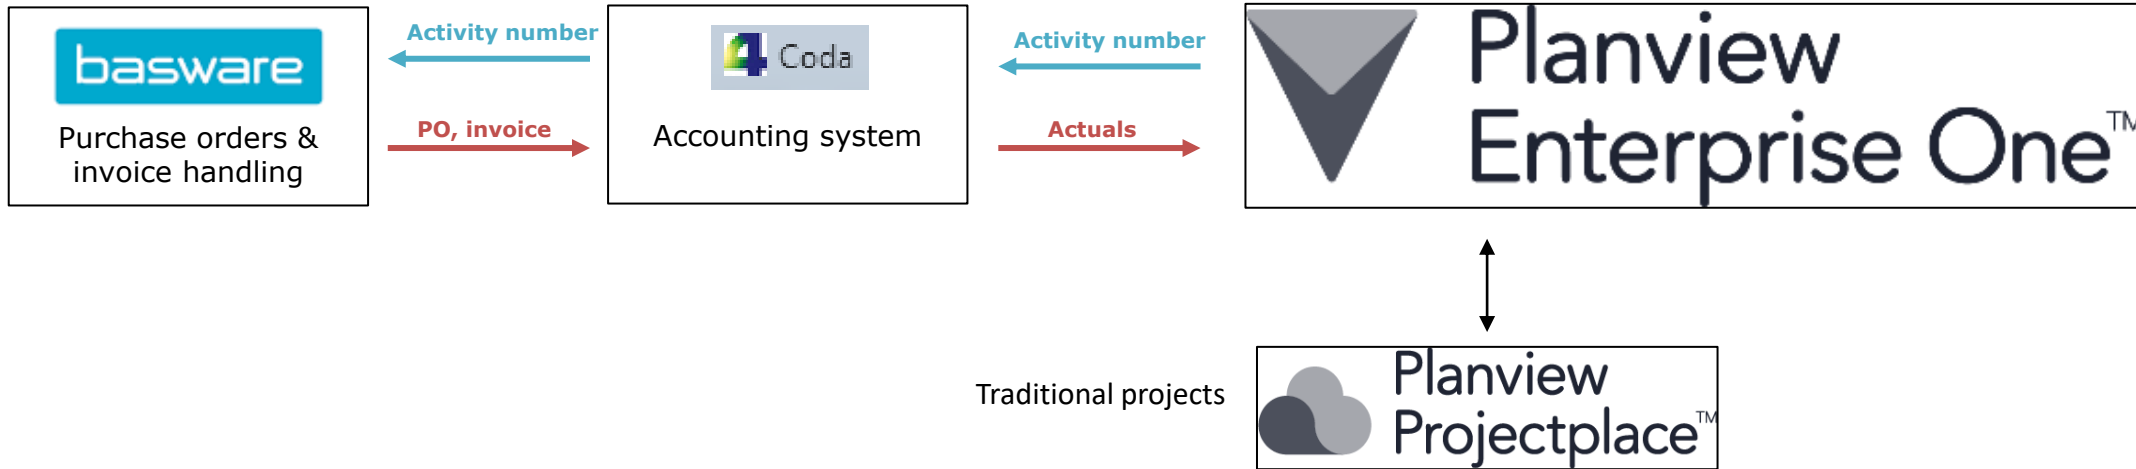 basware
Purchase orders &
invoice handling
Activity number
PO, invoice
4 Coda
Accounting system
Activity number
Actuals
Planview
Enterprise One™
Traditional projects
Planview
Projectplace™